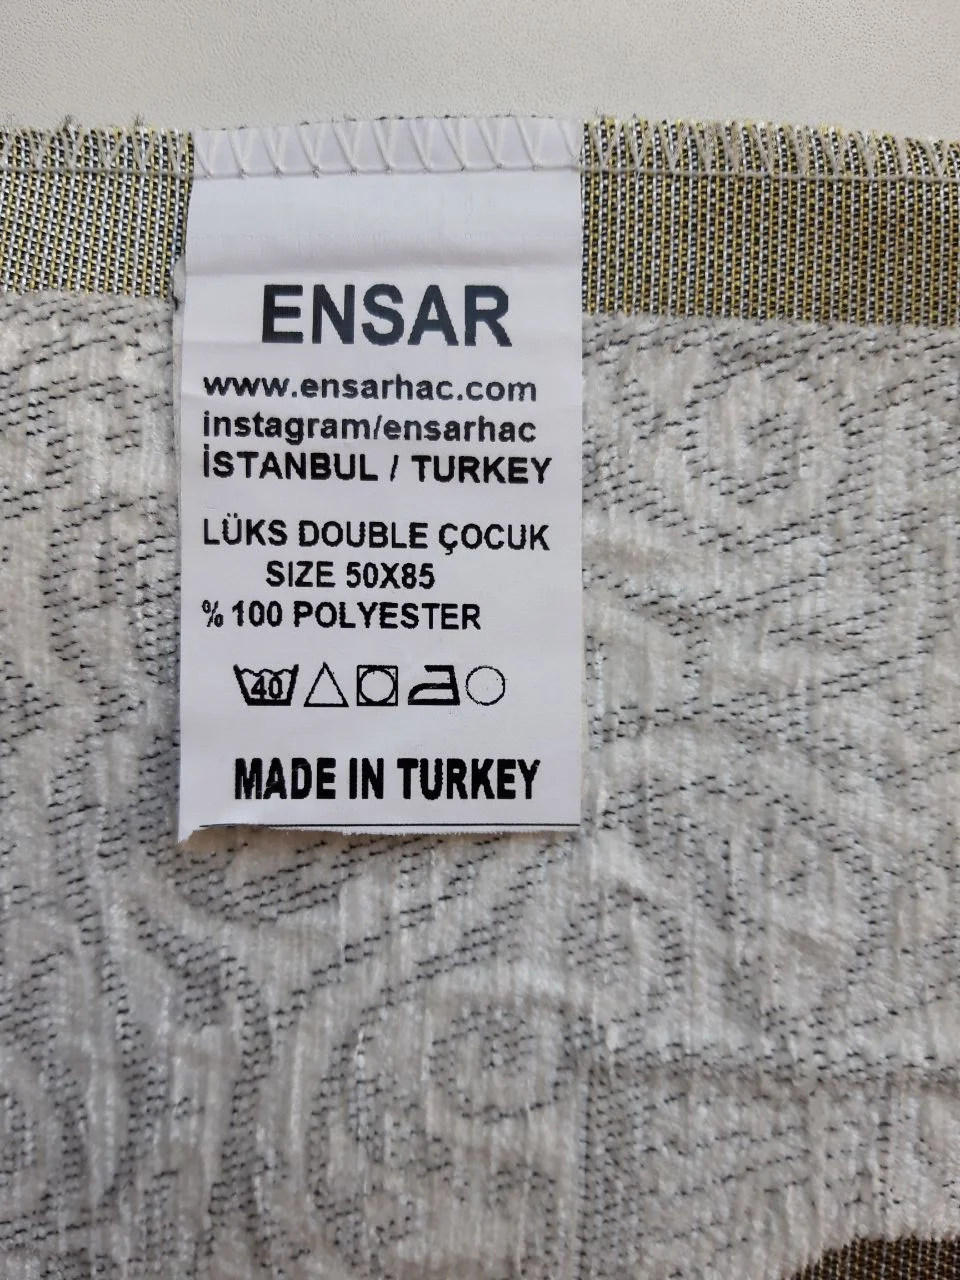 ENSAR
www.ensarhac.com
instagram/ensarhac
İSTANBUL / TURKEY
LÜKS DOUBLE ÇOCUK
SIZE 50X85
% 100 POLYESTER
40
MADE IN TURKEY